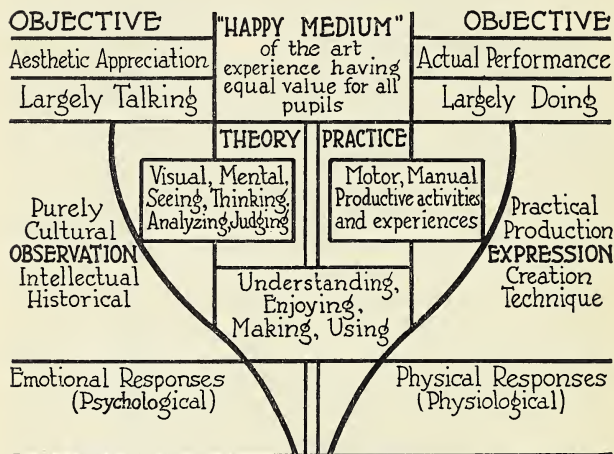 OBJECTIVE
Aesthetic Appreciation
Largely Talking
"HAPPY MEDIUM"
of the art
experience having
equal value for all
pupils
OBJECTIVE
Actual Performance
Largely Doing
THEORY
PRACTICE
Visual, Mental,
Seeing, Thinking,
Analyzing, Judging
Motor, Manual
Productive activities
and experiences
Purely
Cultural
OBSERVATION
Intellectual
Historical
Understanding,
Enjoying,
Making, Using
Practical
Production
EXPRESSION
Creation
Technique
Emotional Responses
(Psychological)
Physical Responses
(Physiological)